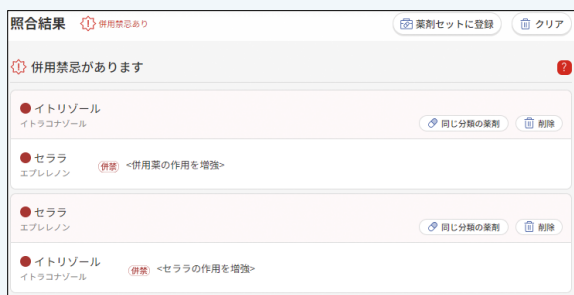 照合結果 併用禁忌あり 薬剤セットに登録 クリア
併用禁忌があります ?
イトリゾール
イトラコナゾール 同じ分類の薬剤 削除
セララ
エプレレノン 併禁 <併用薬の作用を増強>
セララ
エプレレノン 同じ分類の薬剤 削除
イトリゾール
イトラコナゾール 併禁 <セララの作用を増強>